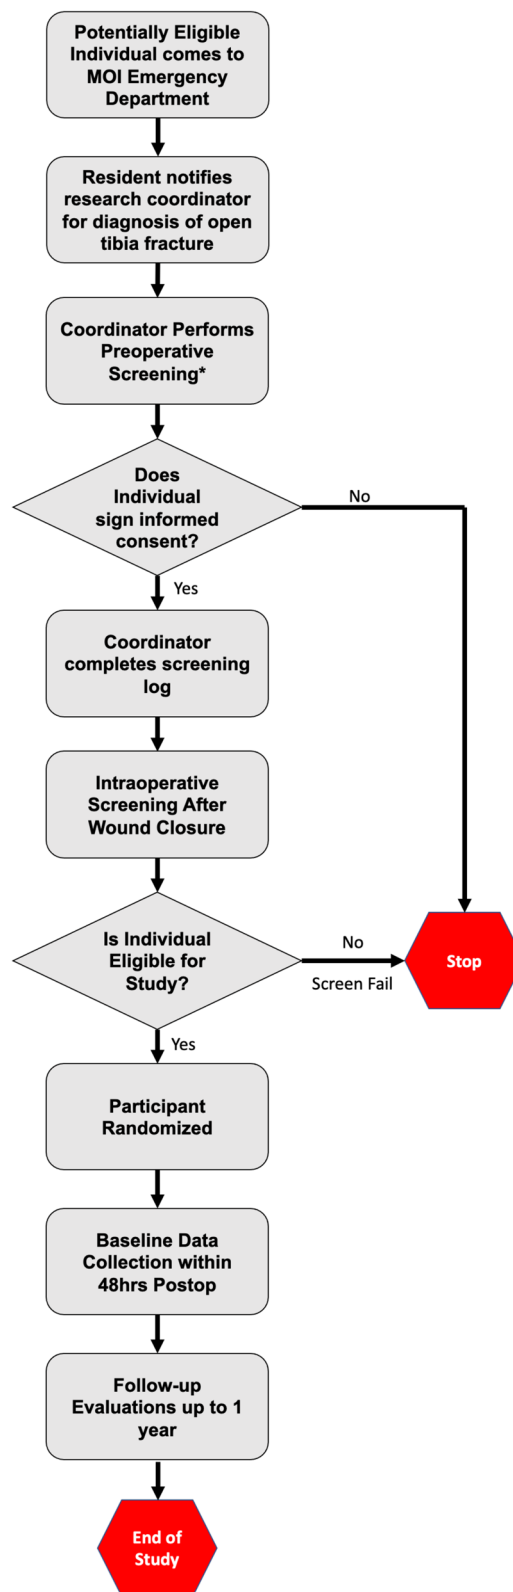 Potentially Eligible
Individual comes to
MOI Emergency
Department
Resident notifies
research coordinator
for diagnosis of open
tibia fracture
Coordinator Performs
Preoperative
Screening*
Does
Individual
sign informed
consent?
No
Yes
Coordinator
completes screening
log
Intraoperative
Screening After
Wound Closure
Is Individual
Eligible for
Study?
No
Screen Fail
Stop
Yes
Participant
Randomized
Baseline Data
Collection within
48hrs Postop
Follow-up
Evaluations up to 1
year
End of
Study